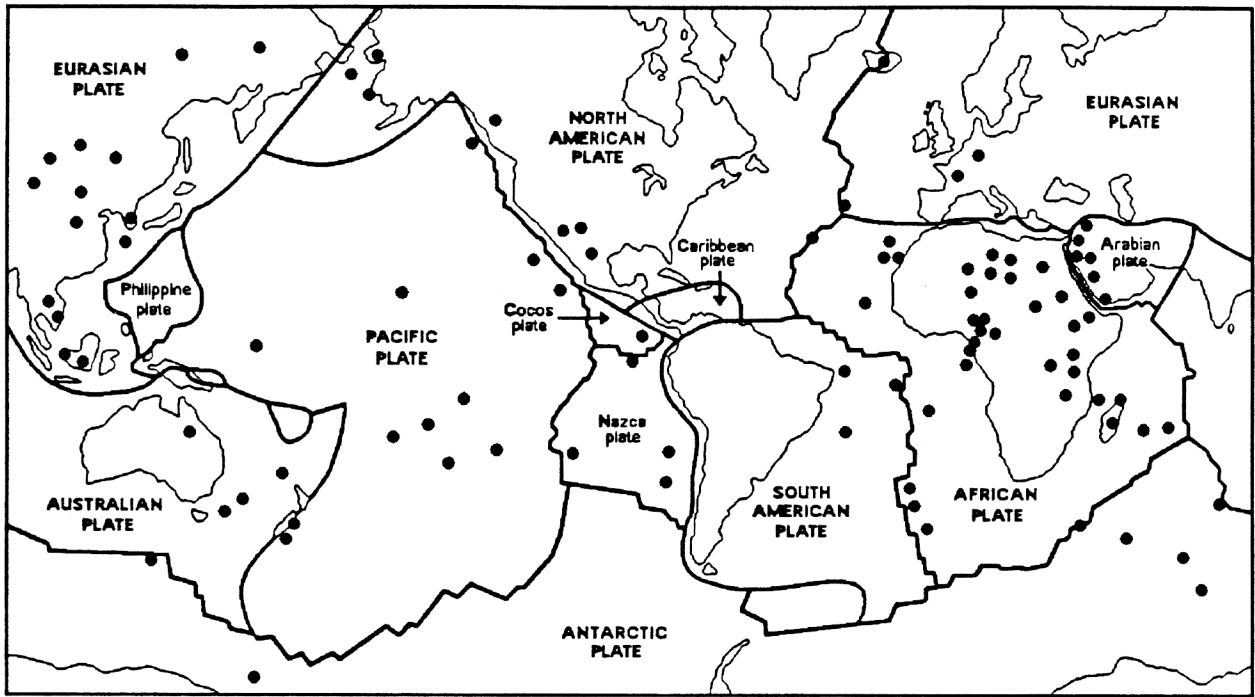 EURASIAN
PLATE
NORTH
AMERICAN
PLATE
EURASIAN
PLATE
Caribbean
plate
Arabian
plate
Philippine
plate
Cocos
plate
PACIFIC
PLATE
Nazca
plate
AUSTRALIAN
PLATE
SOUTH
AMERICAN
PLATE
AFRICAN
PLATE
ANTARCTIC
PLATE